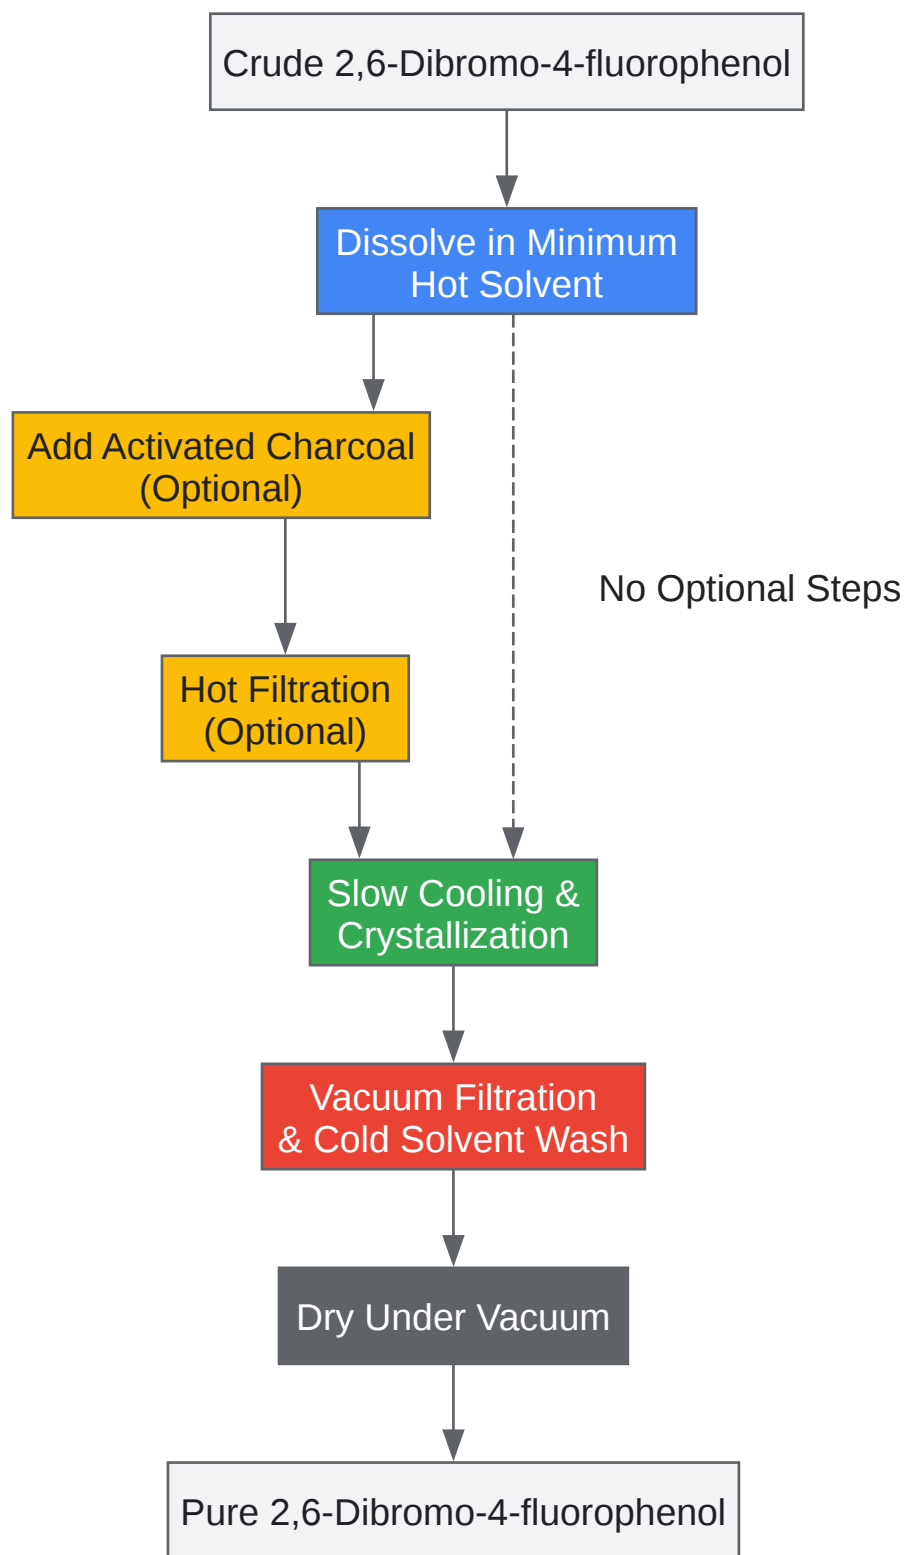 Crude 2,6-Dibromo-4-fluorophenol
Dissolve in Minimum
Hot Solvent
Add Activated Charcoal
(Optional)
No Optional Steps
Hot Filtration
(Optional)
Slow Cooling &
Crystallization
Vacuum Filtration
& Cold Solvent Wash
Dry Under Vacuum
Pure 2,6-Dibromo-4-fluorophenol